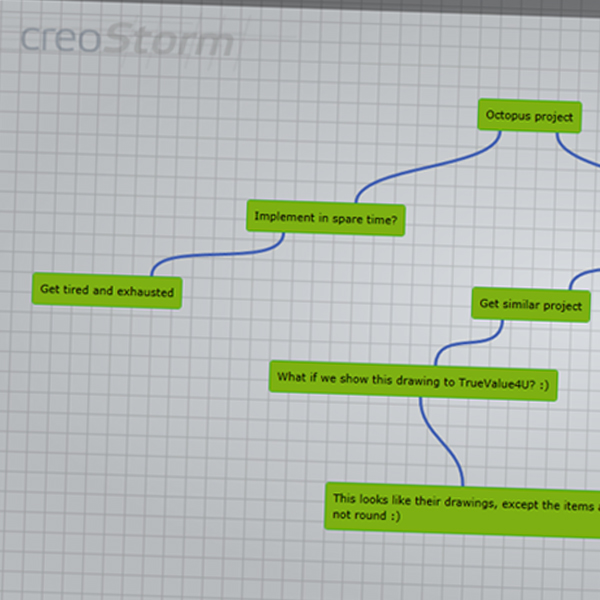 creoStorm
Octopus project
Implement in spare time?
Get tired and exhausted
Get similar project
What if we show this drawing to TrueValue4U? :)
This looks like their drawings, except the items
not round :)